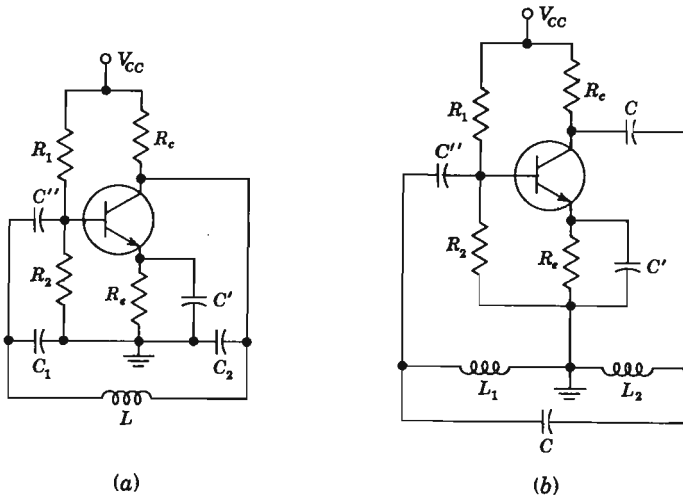 V_CC
R_1
R_c
C''
R_2
R_e
C'
C_1
C_2
L
(a)
V_CC
R_1
R_c
C
C''
R_2
R_e
C'
L_1
L_2
C
(b)